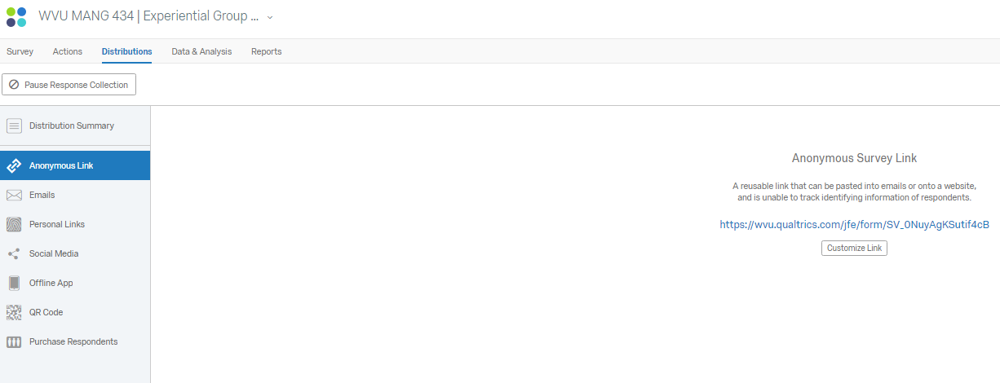 WVU MANG 434 | Experiential Group ...
Survey Actions Distributions Data & Analysis Reports
Pause Response Collection
Distribution Summary
Anonymous Link
Emails
Personal Links
Social Media
Offline App
QR Code
Purchase Respondents
Anonymous Survey Link
A reusable link that can be pasted into emails or onto a website,
and is unable to track identifying information of respondents.
https://wvu.qualtrics.com/jfe/form/SV_0NuyAgKSutif4cB
Customize Link